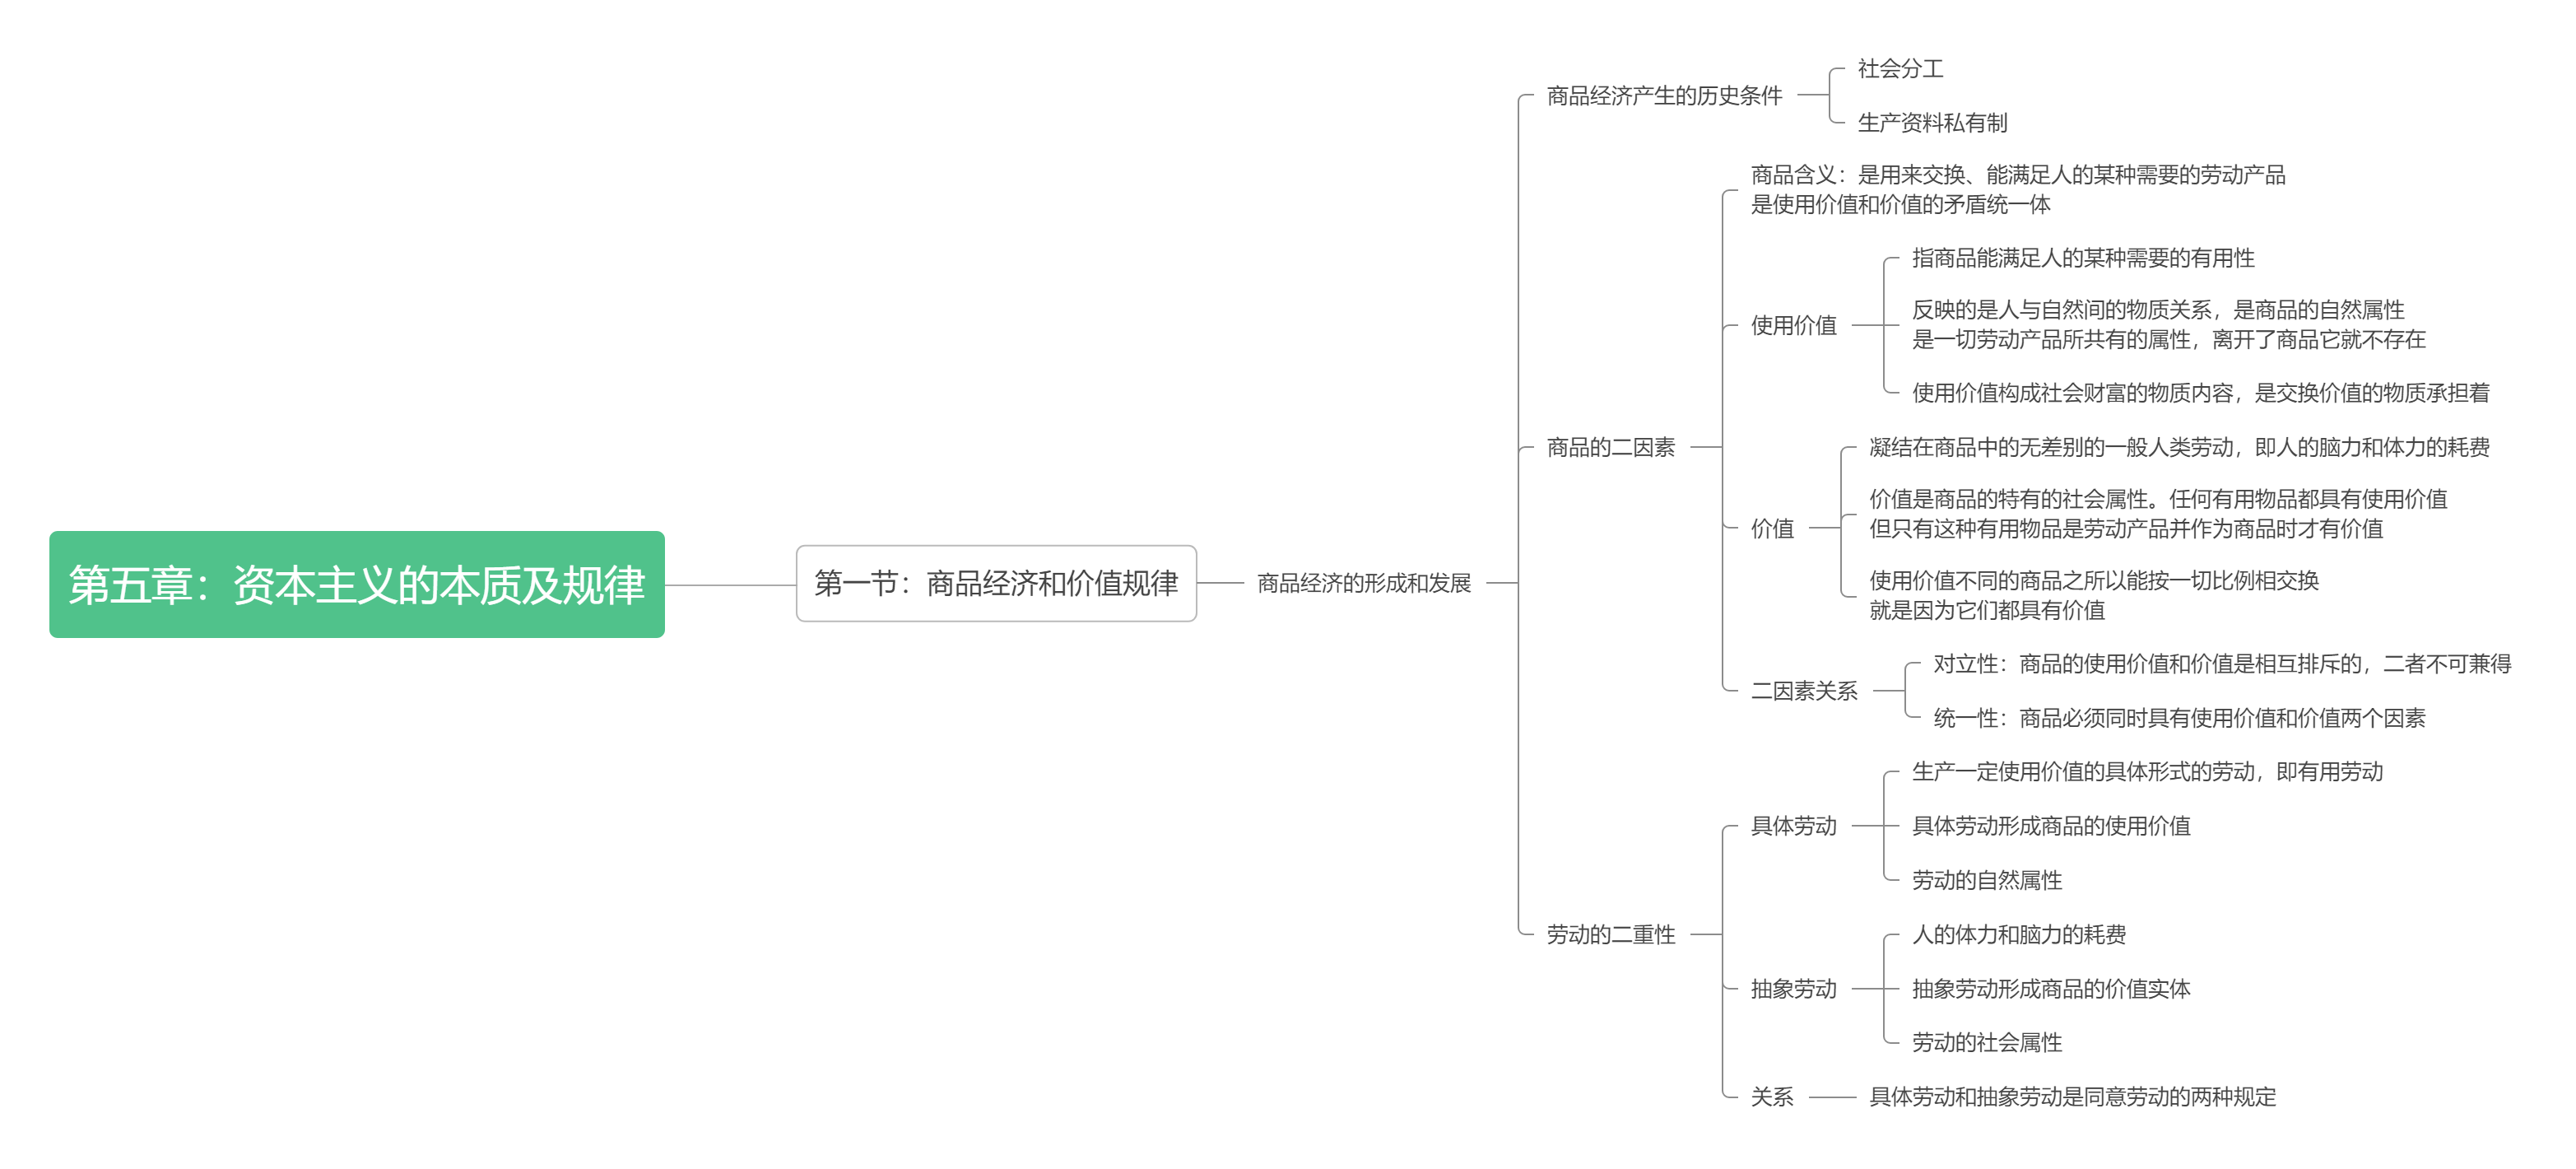 第五章：资本主义的本质及规律
第一节：商品经济和价值规律
商品经济的形成和发展
商品经济产生的历史条件
社会分工
生产资料私有制
商品的二因素
商品含义：是用来交换、能满足人的某种需要的劳动产品
是使用价值和价值的矛盾统一体
使用价值
指商品能满足人的某种需要的有用性
反映的是人与自然间的物质关系，是商品的自然属性
是一切劳动产品所共有的属性，离开了商品它就不存在
使用价值构成社会财富的物质内容，是交换价值的物质承担着
价值
凝结在商品中的无差别的一般人类劳动，即人的脑力和体力的耗费
价值是商品的特有的社会属性。任何有用物品都具有使用价值
但只有这种有用物品是劳动产品并作为商品时才有价值
使用价值不同的商品之所以能按一切比例相交换
就是因为它们都具有价值
二因素关系
对立性：商品的使用价值和价值是相互排斥的，二者不可兼得
统一性：商品必须同时具有使用价值和价值两个因素
劳动的二重性
具体劳动
生产一定使用价值的具体形式的劳动，即有用劳动
具体劳动形成商品的使用价值
劳动的自然属性
抽象劳动
人的体力和脑力的耗费
抽象劳动形成商品的价值实体
劳动的社会属性
关系
具体劳动和抽象劳动是同意劳动的两种规定